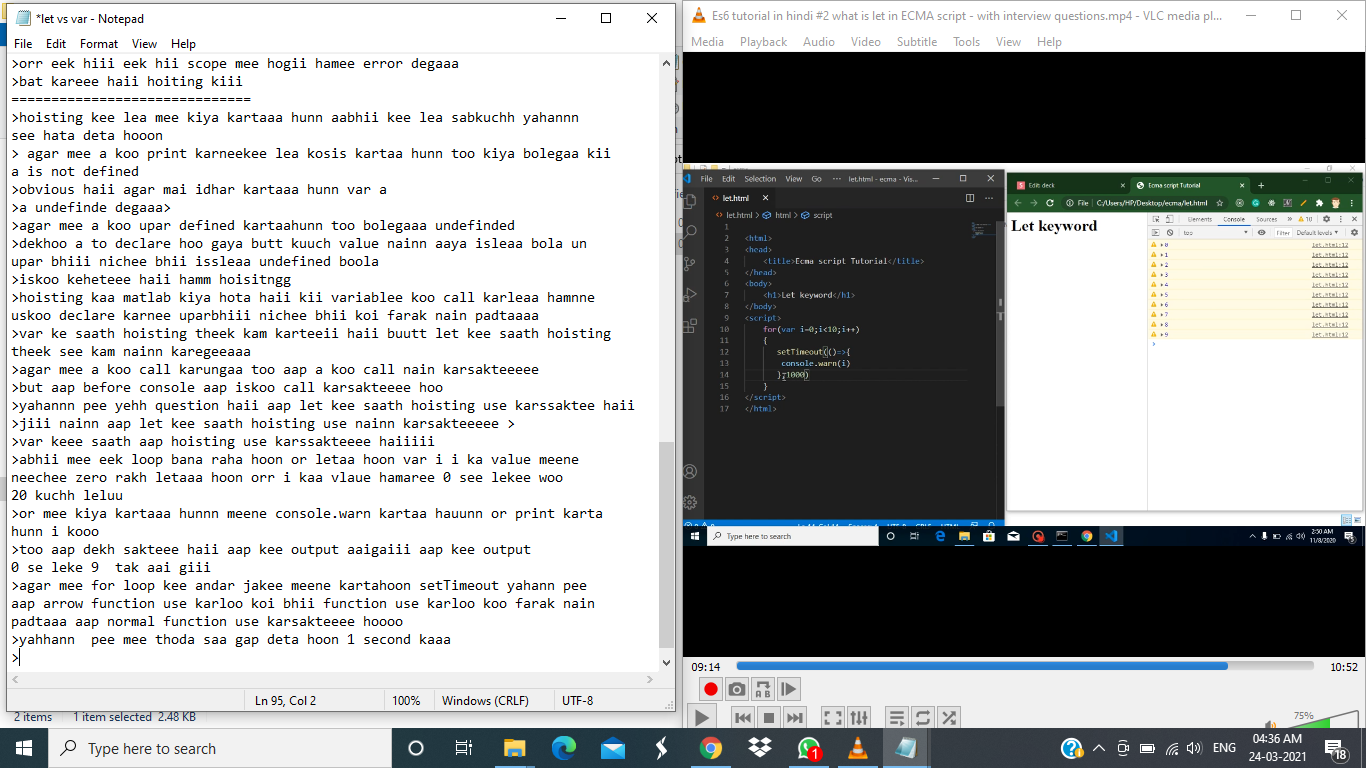 *let vs var - Notepad
File Edit Format View Help
>orr eek hiii eek hii scope mee hogii hamee error degaaa
>bat kareee haii hoiting kiii
==============================
>hoisting kee lea mee kiya kartaaa hunn aabhii kee lea sabkuchh yahannn
see hata deta hooon
> agar mee a koo print karneekee lea kosis kartaa hunn too kiya bolegaa kii
a is not defined
>obvious haii agar mai idhar kartaaa hunn var a
>a undefinde degaaa>
>agar mee a koo upar defined kartaahunn too bolegaaa undefinded
>dekhoo a to declare hoo gaya butt kuuch value nainn aaya isleaa bola un
upar bhiii nichee bhii issleaa undefined boola
>iskoo keheteee haii hamm hoisitngg
>hoisting kaa matlab kiya hota haii kii variablee koo call karleaa hamnne
uskoo declare karnee uparbhiii nichee bhii koi farak nain padtaaaa
>var ke saath hoisting theek kam karteeii haii buutt let kee saath hoisting
theek see kam nainn karegeeaaa
>agar mee a koo call karungaa too aap a koo call nain karsakteeeee
>but aap before console aap iskoo call karsakteeee hoo
>yahannn pee yehh question haii aap let kee saath hoisting use karssaktee haii
>jiii nainn aap let kee saath hoisting use nainn karsakteeeee >
>var keee saath aap hoisting use karssakteeee haiiiii
>abhii mee eek loop bana raha hoon or letaa hoon var i i ka value meene
neechee zero rakh letaaa hoon orr i kaa vlaue hamaree 0 see lekee woo
20 kuchh leluu
>or mee kiya kartaaa hunnn meene console.warn kartaa hauunn or print karta
hunn i kooo
>too aap dekh sakteee haii aap kee output aaigaiii aap kee output
0 se leke 9  tak aai giii
>agar mee for loop kee andar jakee meene kartahoon setTimeout yahann pee
aap arrow function use karloo koi bhii function use karloo koo farak nain
padtaaa aap normal function use karsakteeee hoooo
>yahhann  pee mee thoda saa gap deta hoon 1 second kaaa
>
Ln 95, Col 2 100% Windows (CRLF) UTF-8
2 items 1 item selected 2.48 KB
Es6 tutorial in hindi #2 what is let in ECMA script - with interview questions.mp4 - VLC media pl...
Media Playback Audio Video Subtitle Tools View Help
File Edit Selection View Go ··· let.html - ecma - Vis...
let.html
let.html > html > script
1
2 <html>
3 <head>
4 <title>Ecma script Tutorial</title>
5 </head>
6 <body>
7 <h1>Let keyword</h1>
8 </body>
9 <script>
10 for(var i=0;i<10;i++)
11 {
12 setTimeout(()=>{
13 console.warn(i)
14 },1000)
15 }
16 </script>
17 </html>
Edit deck Ecma script Tutorial
File C:/Users/HP/Desktop/ecma/let.html
Let keyword
Elements Console Sources » 10
top Filter Default levels
0 let.html:12
1 let.html:12
2 let.html:12
3 let.html:12
4 let.html:12
5 let.html:12
6 let.html:12
7 let.html:12
8 let.html:12
9 let.html:12
Type here to search
2:50 AM
11/8/2020
09:14 10:52
75%
Type here to search
1
ENG
04:36 AM
24-03-2021
18